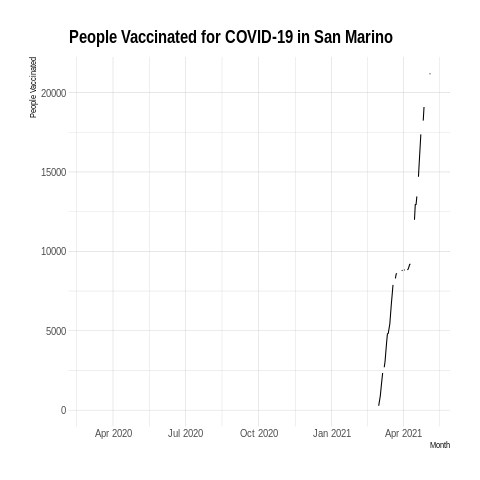 People Vaccinated for COVID-19 in San Marino
People Vaccinated
20000
15000
10000
5000
0
Apr 2020 Jul 2020 Oct 2020 Jan 2021 Apr 2021
Month